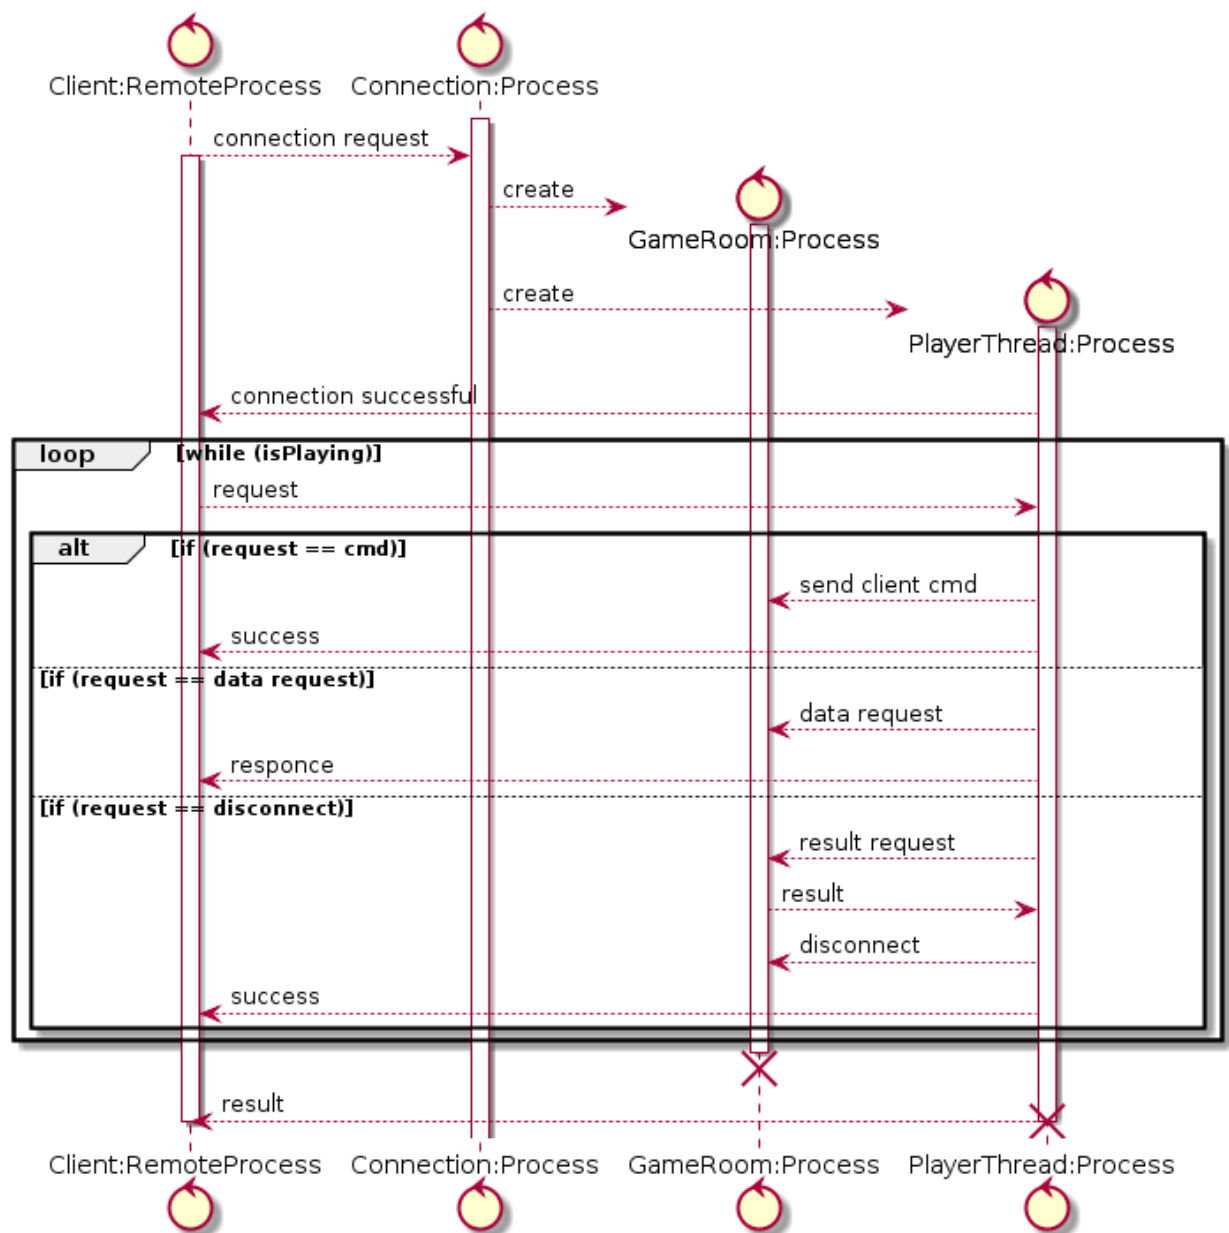 Client:RemoteProcess
Connection:Process
connection request
create
GameRoom:Process
create
PlayerThread:Process
connection successful
loop
[while (isPlaying)]
request
alt
[if (request == cmd)]
send client cmd
success
[if (request == data request)]
data request
responce
[if (request == disconnect)]
result request
result
disconnect
success
result
Client:RemoteProcess
Connection:Process
GameRoom:Process
PlayerThread:Process